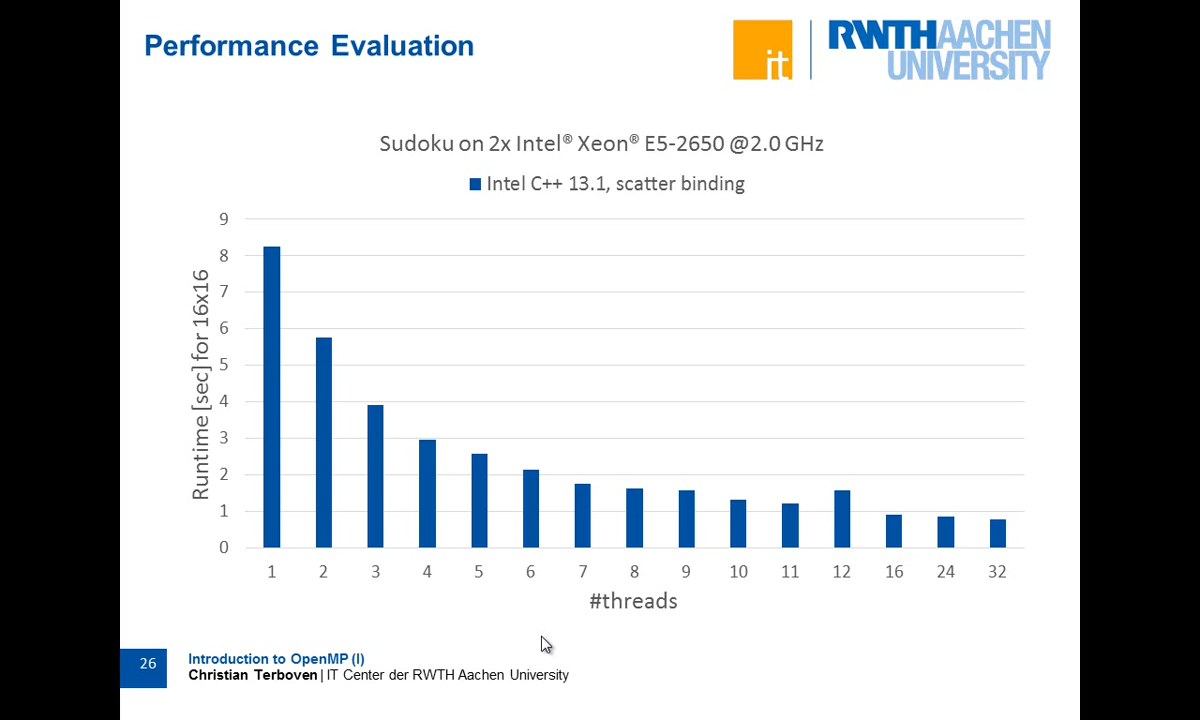 Performance Evaluation
it
RWTHAACHEN
UNIVERSITY
Sudoku on 2x Intel® Xeon® E5-2650 @2.0 GHz
Intel C++ 13.1, scatter binding
Runtime [sec] for 16x16
9
8
7
6
5
4
3
2
1
0
1 2 3 4 5 6 7 8 9 10 11 12 16 24 32
#threads
26
Introduction to OpenMP (I)
Christian Terboven | IT Center der RWTH Aachen University